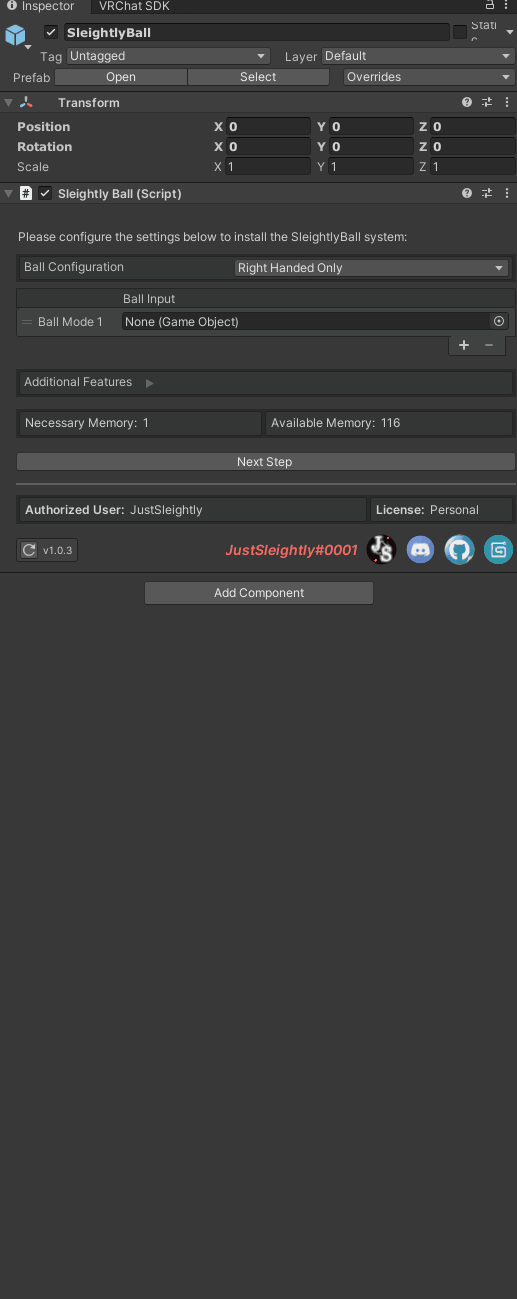 Inspector VRChat SDK
SleightlyBall Stati c
Tag Untagged Layer Default
Prefab Open Select Overrides
Transform
Position X 0 Y 0 Z 0
Rotation X 0 Y 0 Z 0
Scale X 1 Y 1 Z 1
# Sleightly Ball (Script)
Please configure the settings below to install the SleightlyBall system:
Ball Configuration Right Handed Only
Ball Input
Ball Mode 1 None (Game Object)
+ −
Additional Features
Necessary Memory: 1 Available Memory: 116
Next Step
Authorized User: JustSleightly License: Personal
v1.0.3 JustSleightly#0001 JS
Add Component